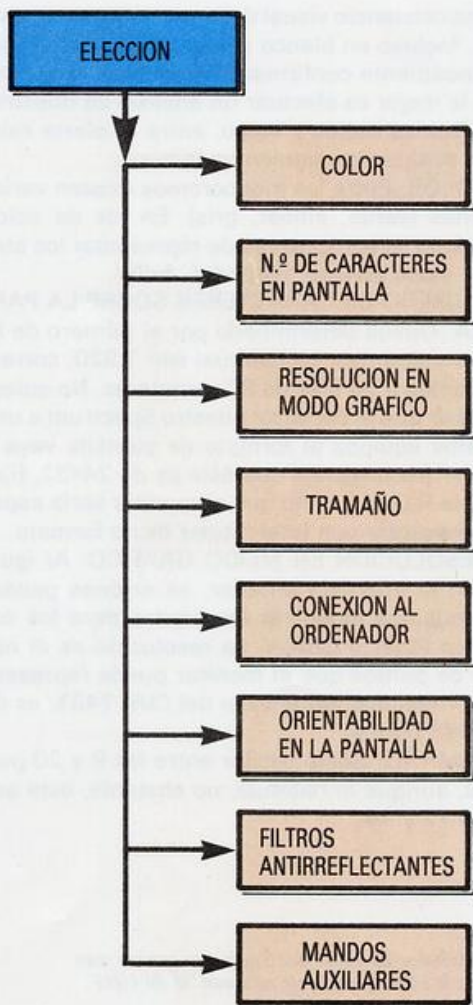 ELECCION
COLOR
N.º DE CARACTERES
EN PANTALLA
RESOLUCION EN
MODO GRAFICO
TRAMAÑO
CONEXION AL
ORDENADOR
ORIENTABILIDAD
EN LA PANTALLA
FILTROS
ANTIRREFLECTANTES
MANDOS
AUXILIARES